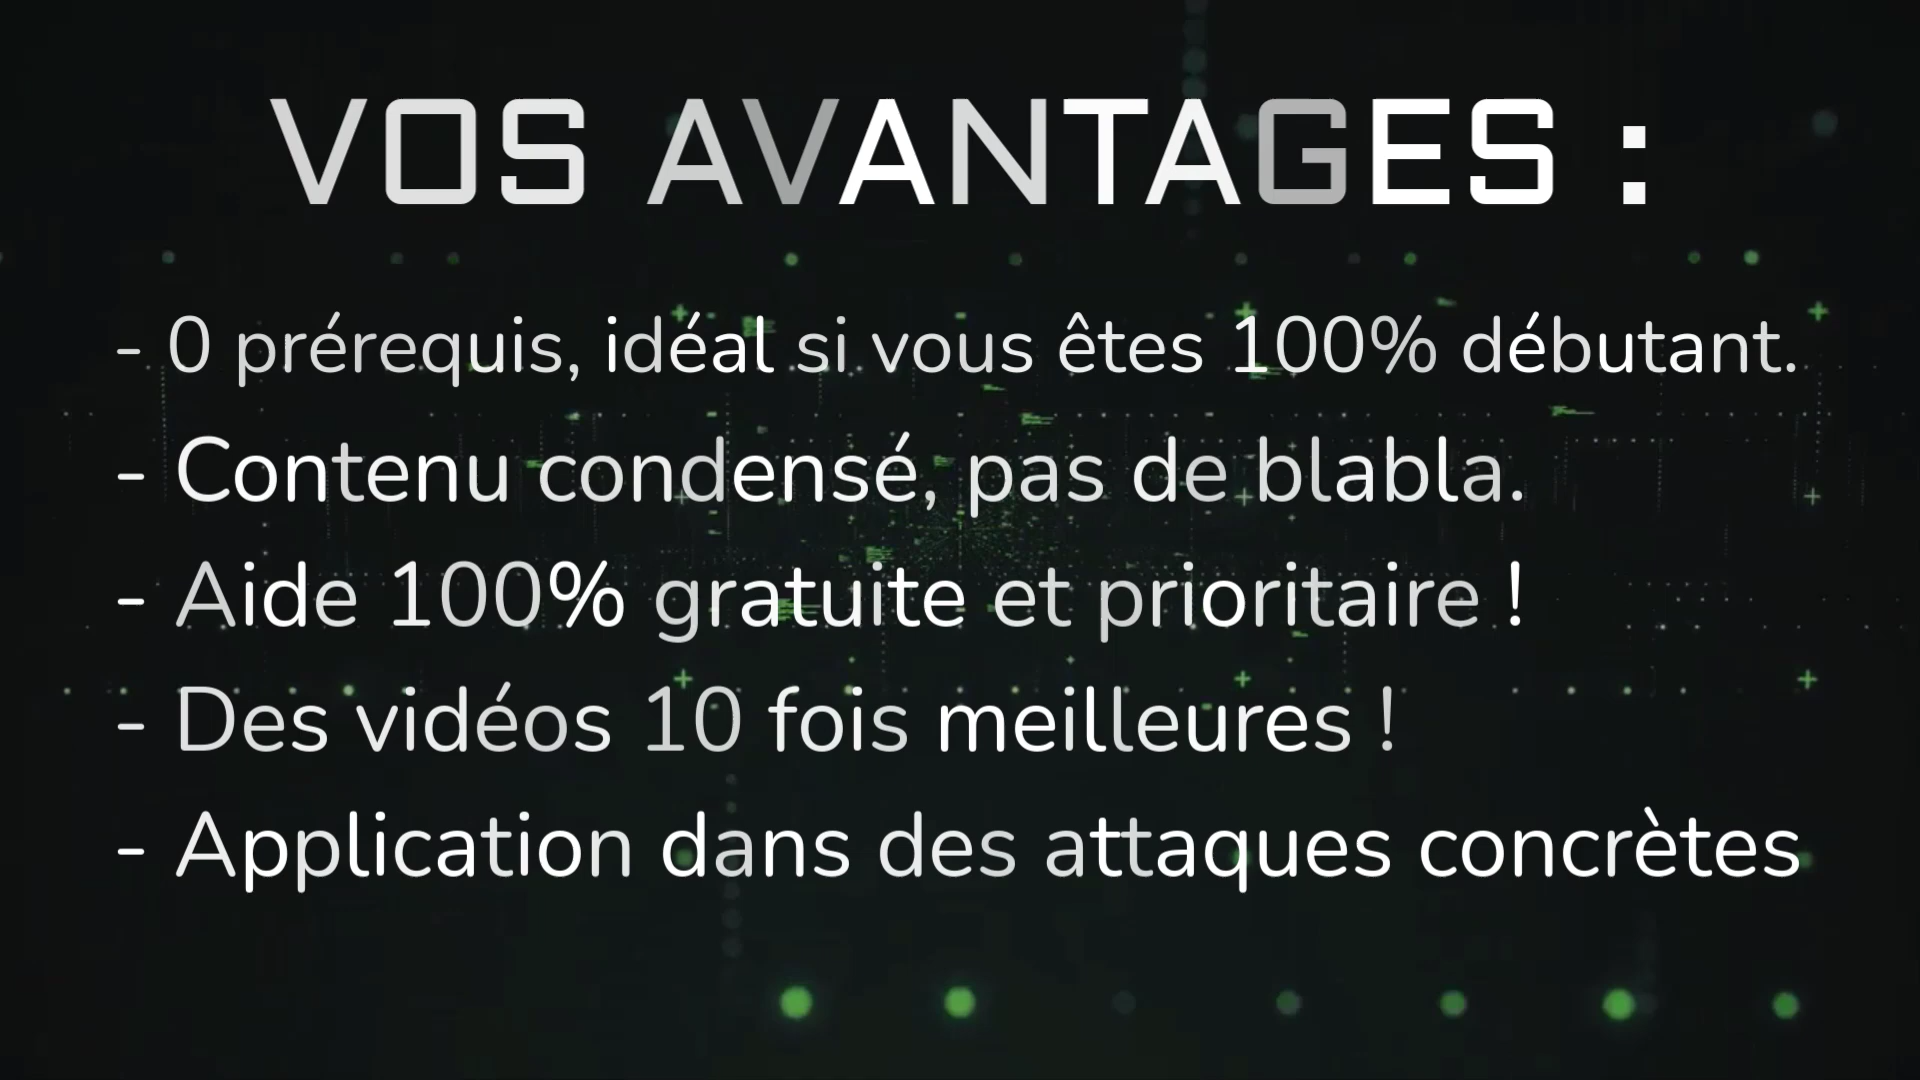 VOS AVANTAGES :
- 0 prérequis, idéal si vous êtes 100% débutant.
- Contenu condensé, pas de blabla.
- Aide 100% gratuite et prioritaire !
- Des vidéos 10 fois meilleures !
- Application dans des attaques concrètes